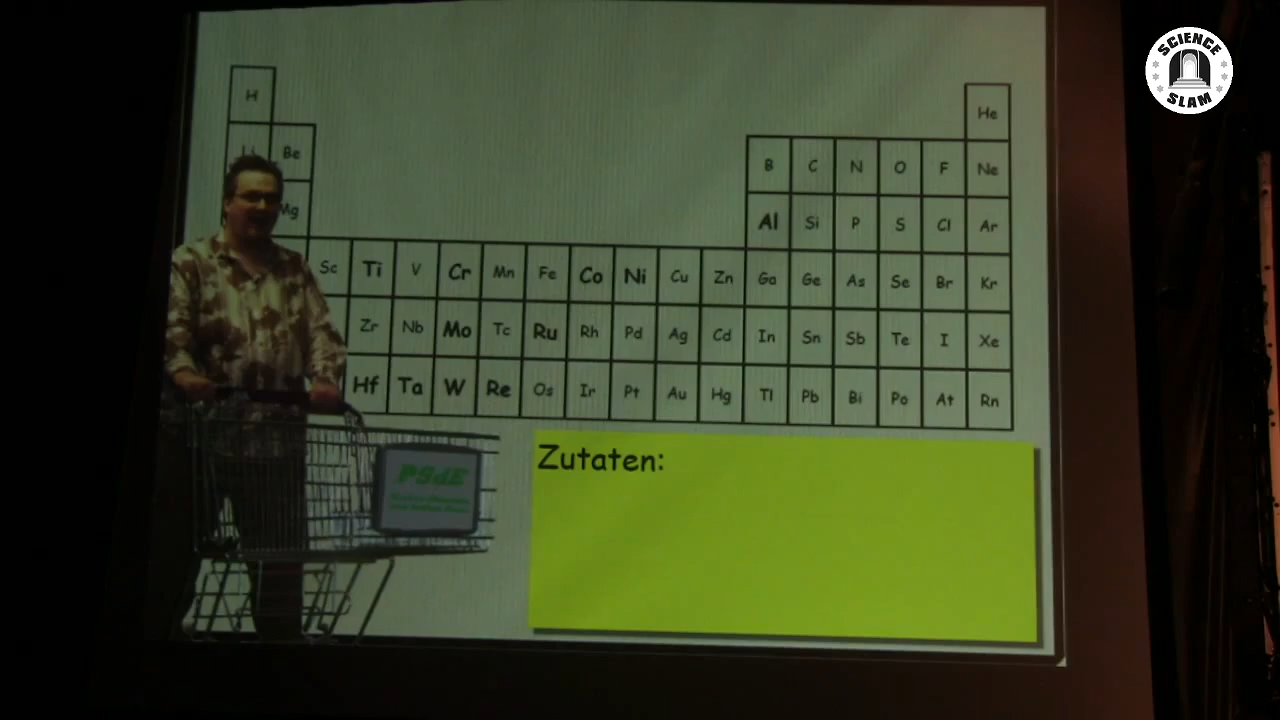 SCIENCE
SLAM
H
He
Be
B C N O F Ne
Mg
Al Si P S Cl Ar
Sc Ti V Cr Mn Fe Co Ni Cu Zn Ga Ge As Se Br Kr
Zr Nb Mo Tc Ru Rh Pd Ag Cd In Sn Sb Te I Xe
Hf Ta W Re Os Ir Pt Au Hg Tl Pb Bi Po At Rn
PSdE
Zutaten: